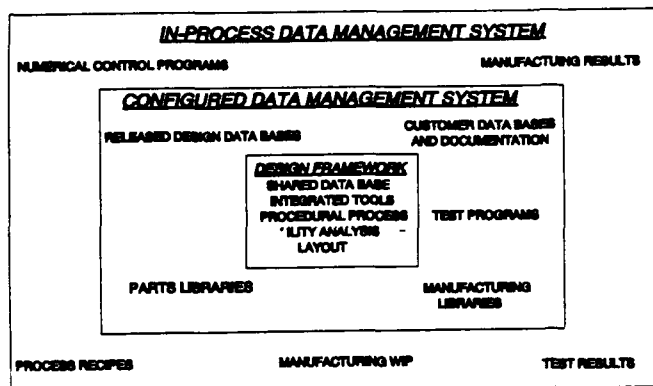 IN-PROCESS DATA MANAGEMENT SYSTEM
NUMERICAL CONTROL PROGRAMS
MANUFACTUING RESULTS
CONFIGURED DATA MANAGEMENT SYSTEM
RELEASED DESIGN DATA BASES
CUSTOMER DATA BASES
AND DOCUMENTATION
DESIGN FRAMEWORK
SHARED DATA BASE
INTEGRATED TOOLS
PROCEDURAL PROCESS
ILITY ANALYSIS
LAYOUT
TEST PROGRAMS
PARTS LIBRARIES
MANUFACTURING
LIBRARIES
PROCESS RECIPES
MANUFACTURING WIP
TEST RESULTS